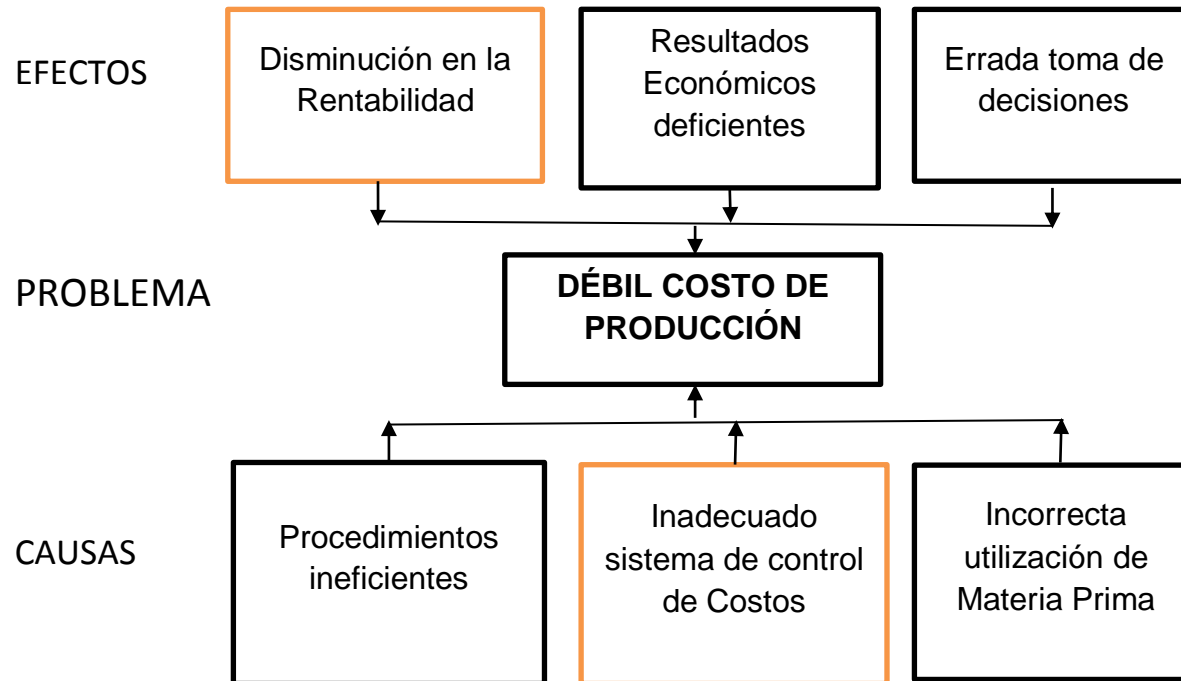 EFECTOS
Disminución en la
Rentabilidad
Resultados
Económicos
deficientes
Errada toma de
decisiones
PROBLEMA
DÉBIL COSTO DE
PRODUCCIÓN
CAUSAS
Procedimientos
ineficientes
Inadecuado
sistema de control
de Costos
Incorrecta
utilización de
Materia Prima